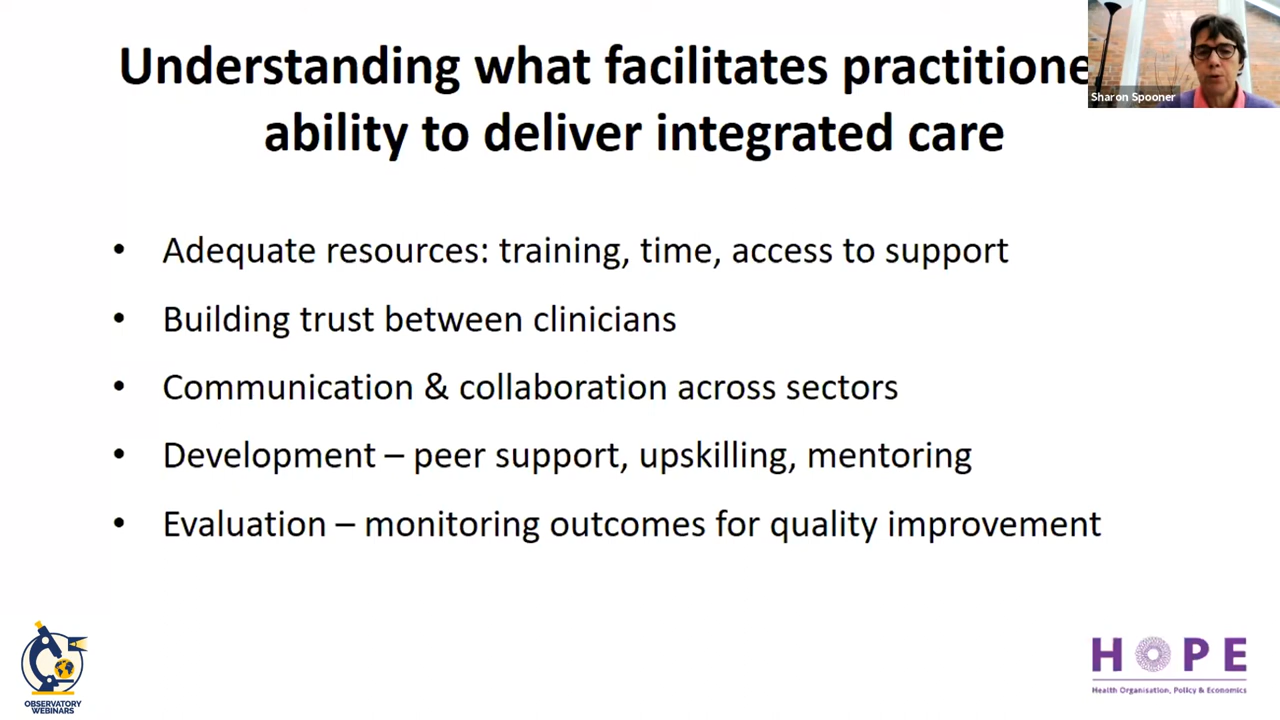 Understanding what facilitates practitione
ability to deliver integrated care
Sharon Spooner
• Adequate resources: training, time, access to support
• Building trust between clinicians
• Communication & collaboration across sectors
• Development – peer support, upskilling, mentoring
• Evaluation – monitoring outcomes for quality improvement
OBSERVATORY
WEBINARS
HOPE
Health Organisation, Policy & Economics